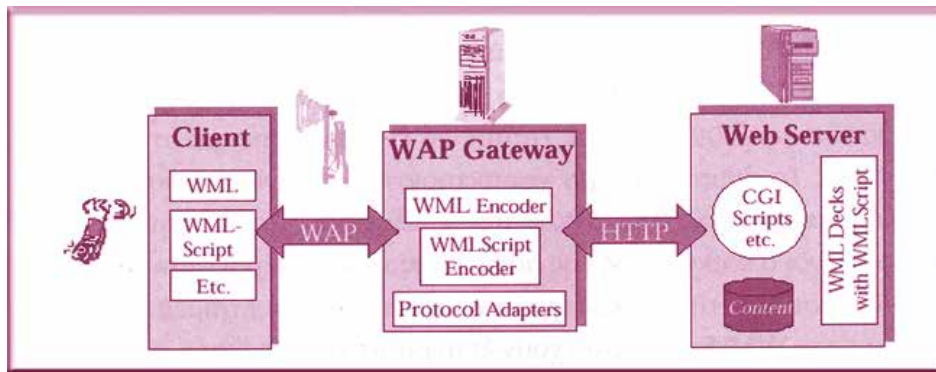 Client
WML
WML-
Script
Etc.
WAP
WAP Gateway
WML Encoder
WMLScript
Encoder
Protocol Adapters
HTTP
Web Server
CGI
Scripts
etc.
Content
WML Decks
with WMLScript